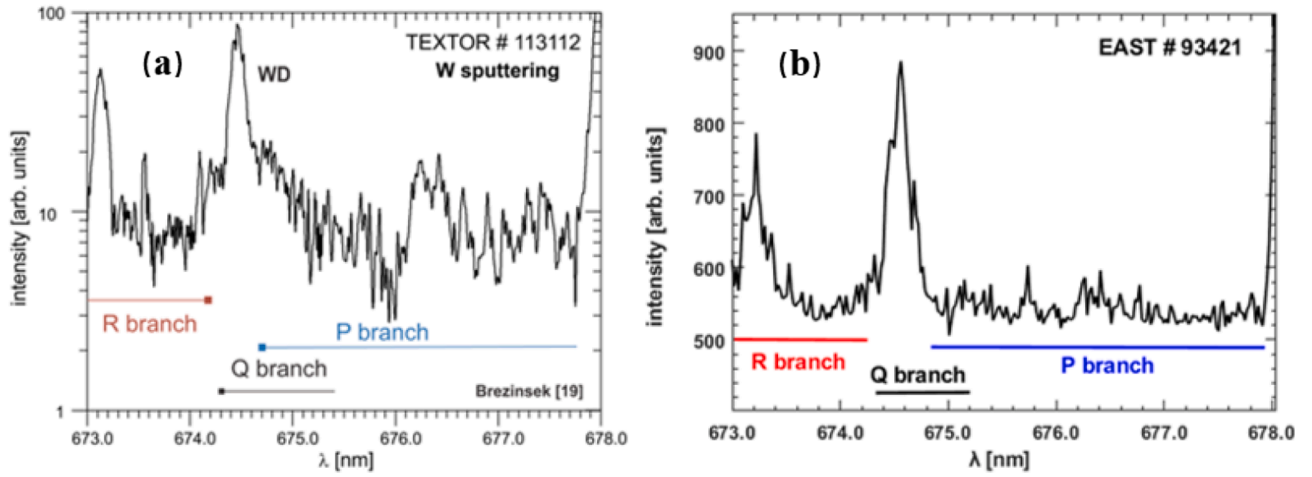 (a)
TEXTOR # 113112
W sputtering
WD
intensity [arb. units]
100
10
1
R branch
P branch
Q branch
Brezinsek [19]
673.0 674.0 675.0 676.0 677.0 678.0
λ [nm]
(b)
EAST # 93421
intensity [arb. units]
900
800
700
600
500
R branch
Q branch
P branch
673.0 674.0 675.0 676.0 677.0 678.0
λ [nm]